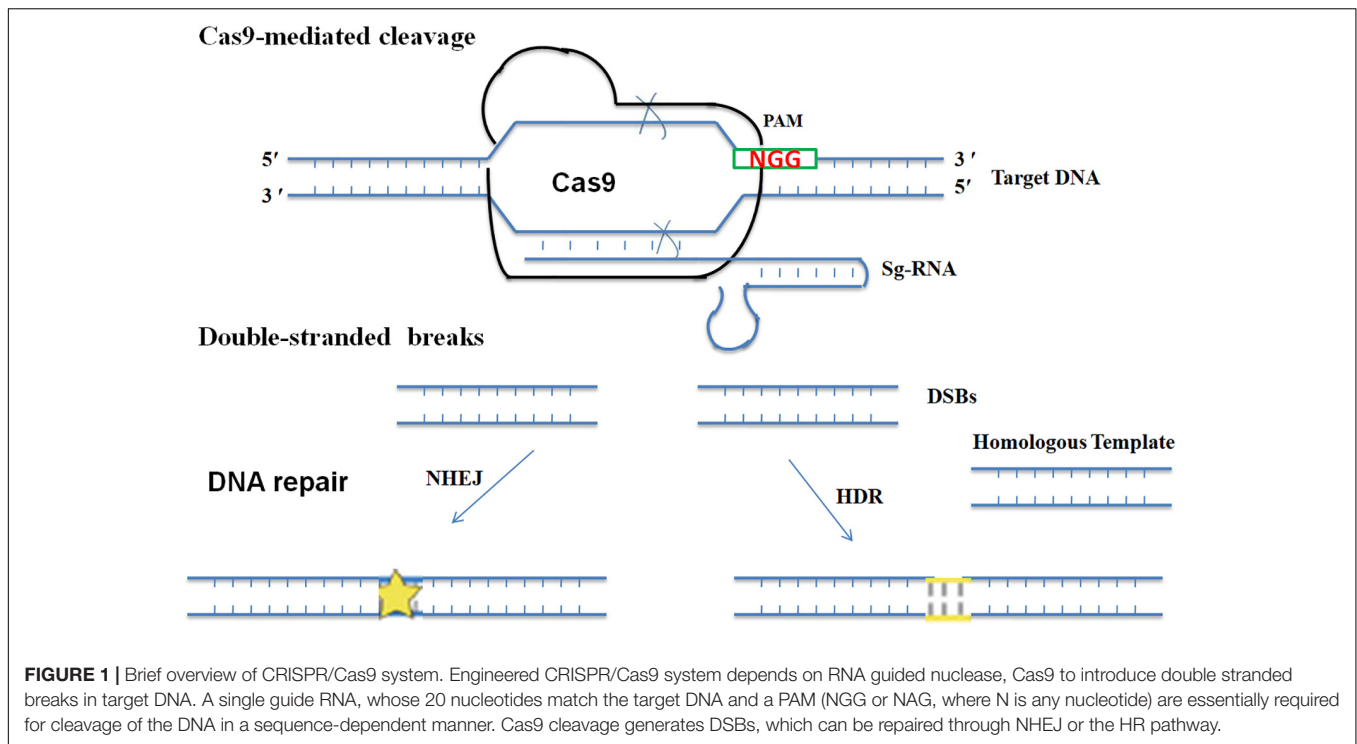 Cas9-mediated cleavage
PAM
5′
NGG
3 ′
Cas9
Target DNA
3 ′
5′
Sg-RNA
Double-stranded breaks
DSBs
Homologous Template
DNA repair
NHEJ
HDR
FIGURE 1 | Brief overview of CRISPR/Cas9 system. Engineered CRISPR/Cas9 system depends on RNA guided nuclease, Cas9 to introduce double stranded
breaks in target DNA. A single guide RNA, whose 20 nucleotides match the target DNA and a PAM (NGG or NAG, where N is any nucleotide) are essentially required
for cleavage of the DNA in a sequence-dependent manner. Cas9 cleavage generates DSBs, which can be repaired through NHEJ or the HR pathway.